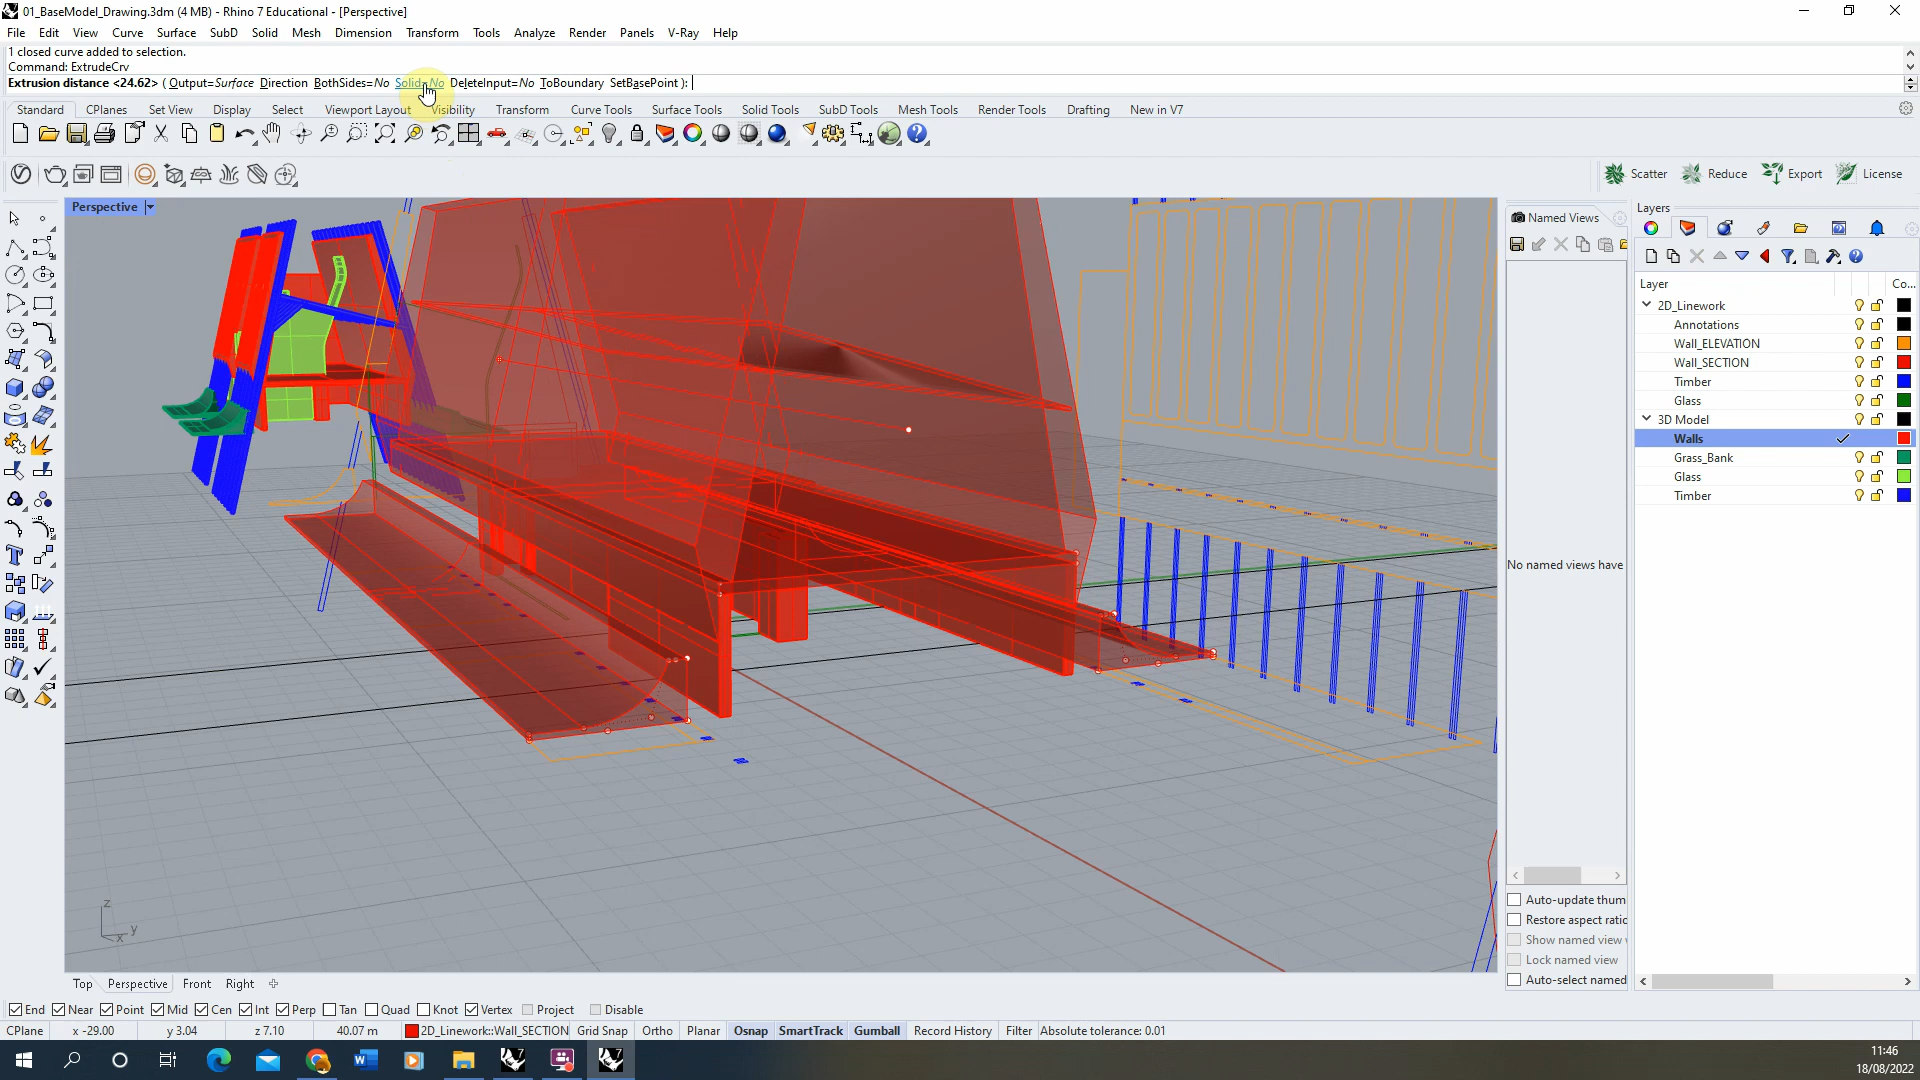 01_BaseModel_Drawing.3dm (4 MB) - Rhino 7 Educational - [Perspective]
File Edit View Curve Surface SubD Solid Mesh Dimension Transform Tools Analyze Render Panels V-Ray Help
1 closed curve added to selection.
Command: ExtrudeCrv
Extrusion distance <24.62> ( Output=Surface Direction BothSides=No Solid=No DeleteInput=No ToBoundary SetBasePoint ):
Standard CPlanes Set View Display Select Viewport Layout Visibility Transform Curve Tools Surface Tools Solid Tools SubD Tools Mesh Tools Render Tools Drafting New in V7
Scatter Reduce Export License
Perspective
Named Views
Layers
Layer Co...
2D_Linework
Annotations
Wall_ELEVATION
Wall_SECTION
Timber
Glass
3D Model
Walls
Grass_Bank
Glass
Timber
No named views have
Auto-update thum
Restore aspect ratio
Show named view
Lock named view
Auto-select named
z
y
x
Top Perspective Front Right
End Near Point Mid Cen Int Perp Tan Quad Knot Vertex Project Disable
CPlane x -29.00 y 3.04 z 7.10 40.07 m 2D_Linework::Wall_SECTION Grid Snap Ortho Planar Osnap SmartTrack Gumball Record History Filter Absolute tolerance: 0.01
11:46
18/08/2022